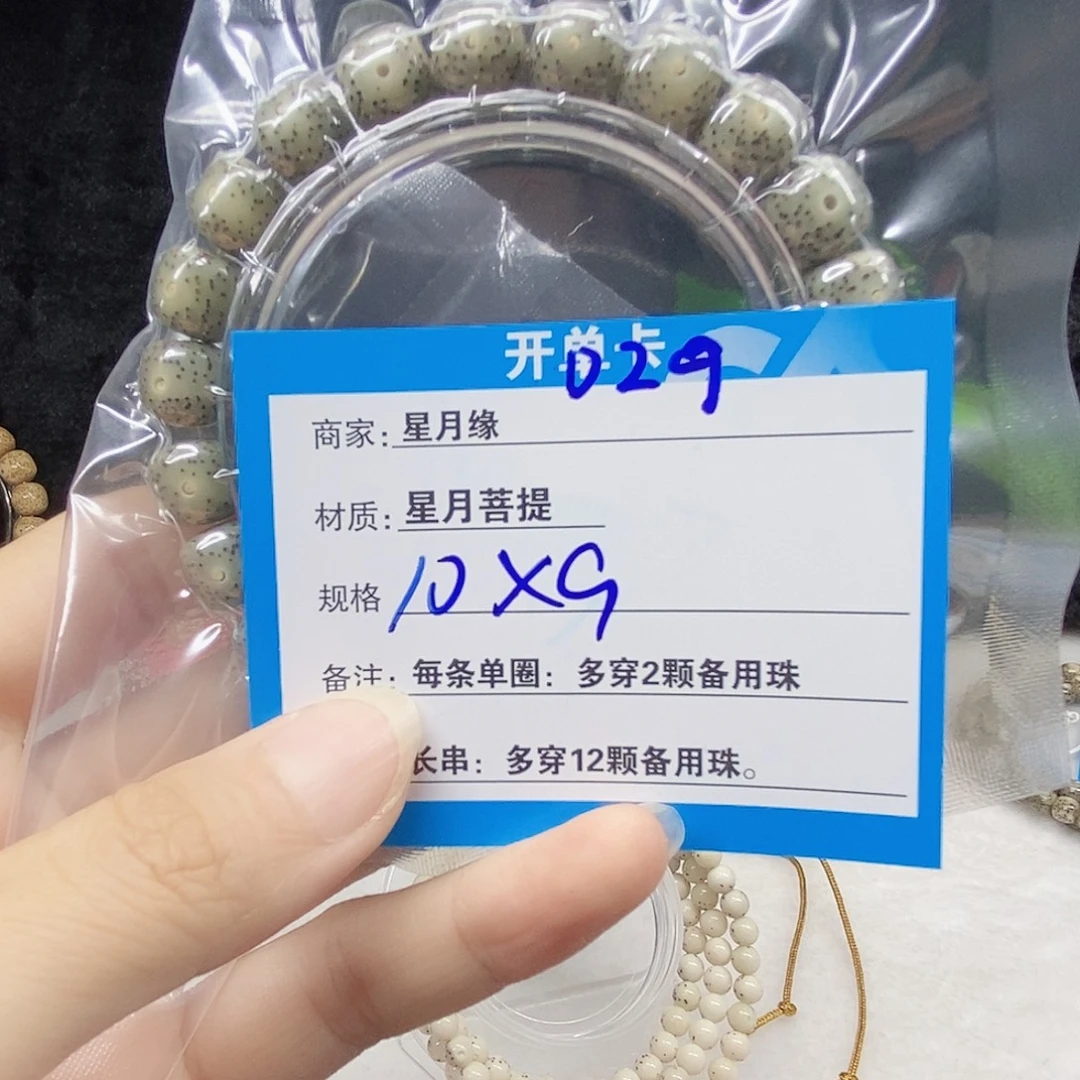 开单卡 029
商家: 星月缘
材质: 星月菩提
规格 10X9
备注: 每条单圈: 多穿2颗备用珠
长串: 多穿12颗备用珠。